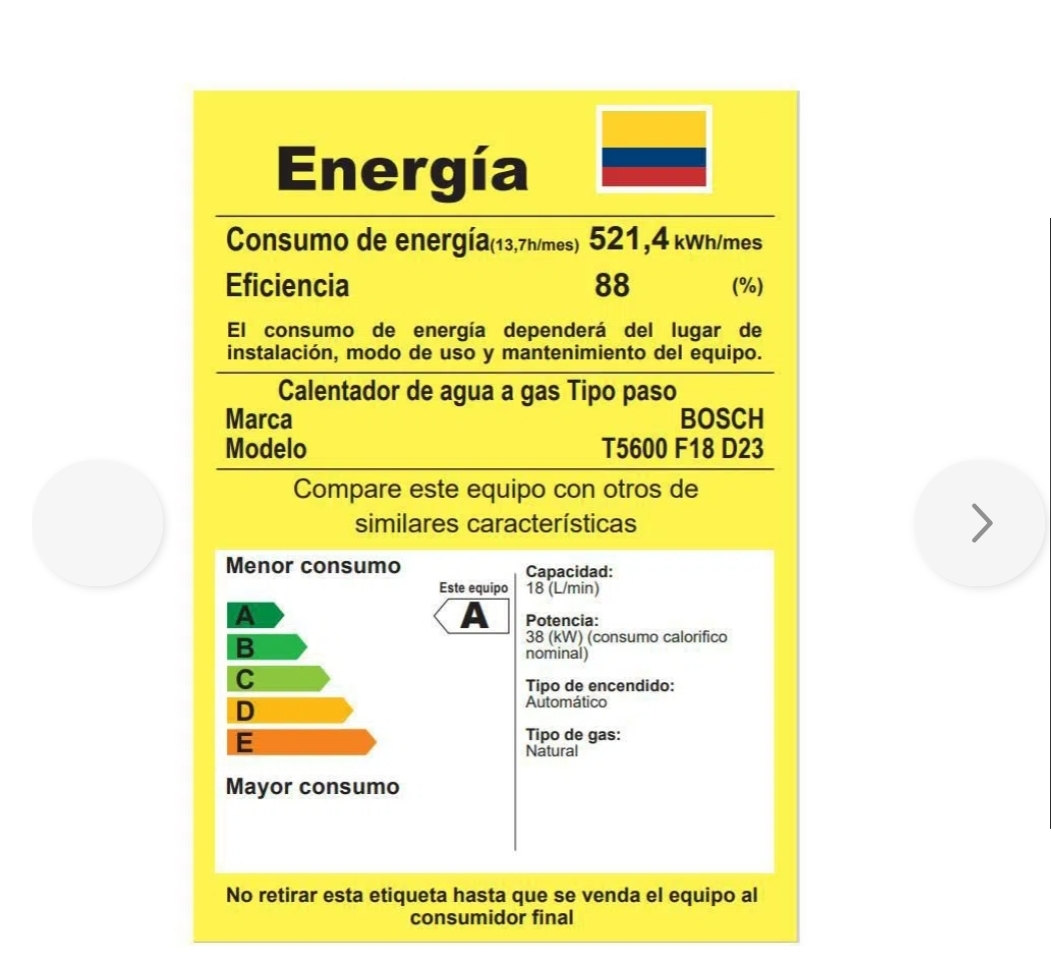 Energía
Consumo de energía(13,7h/mes) 521,4 kWh/mes
Eficiencia 88 (%)
El consumo de energía dependerá del lugar de
instalación, modo de uso y mantenimiento del equipo.
Calentador de agua a gas Tipo paso
Marca BOSCH
Modelo T5600 F18 D23
Compare este equipo con otros de
similares características
Menor consumo
Este equipo
A
A
B
C
D
E
Mayor consumo
Capacidad:
18 (L/min)
Potencia:
38 (kW) (consumo calorifico
nominal)
Tipo de encendido:
Automático
Tipo de gas:
Natural
No retirar esta etiqueta hasta que se venda el equipo al
consumidor final